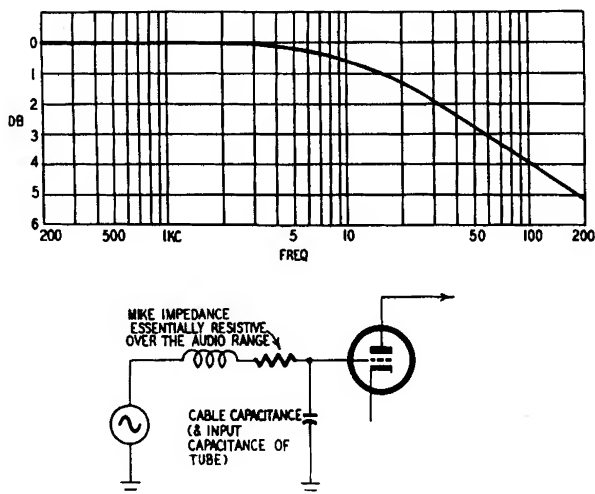 0
1
2
DB
3
4
5
6
200 500 1KC 5 10 50 100 200
FREQ
MIKE IMPEDANCE
ESSENTIALLY RESISTIVE
OVER THE AUDIO RANGE
CABLE CAPACITANCE
(& INPUT
CAPACITANCE OF
TUBE)